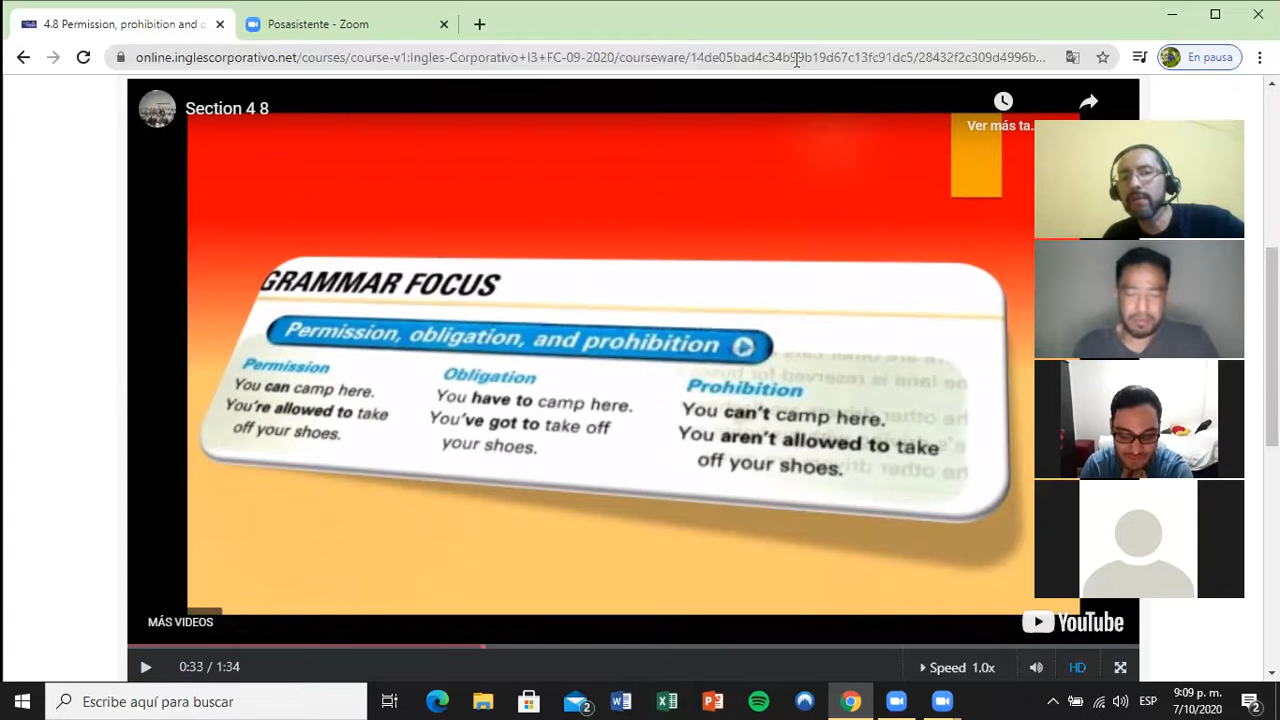 4.8 Permission, prohibition and
Posasistente - Zoom
online.inglescorporativo.net/courses/course-v1:Ingles-Corporativo+I3+FC-09-2020/courseware/14de05bad4c34b99b19d67c13fc91dc5/28432f2c309d4996b...
En pausa
Section 4 8
Ver más ta...
GRAMMAR FOCUS
Permission, obligation, and prohibition
Permission
You can camp here.
You're allowed to take
off your shoes.
Obligation
You have to camp here.
You've got to take off
your shoes.
Prohibition
You can't camp here.
You aren't allowed to take
off your shoes.
MÁS VIDEOS
YouTube
0:33 / 1:34
Speed 1.0x
HD
Escribe aquí para buscar
2
ESP
9:09 p. m.
7/10/2020
2